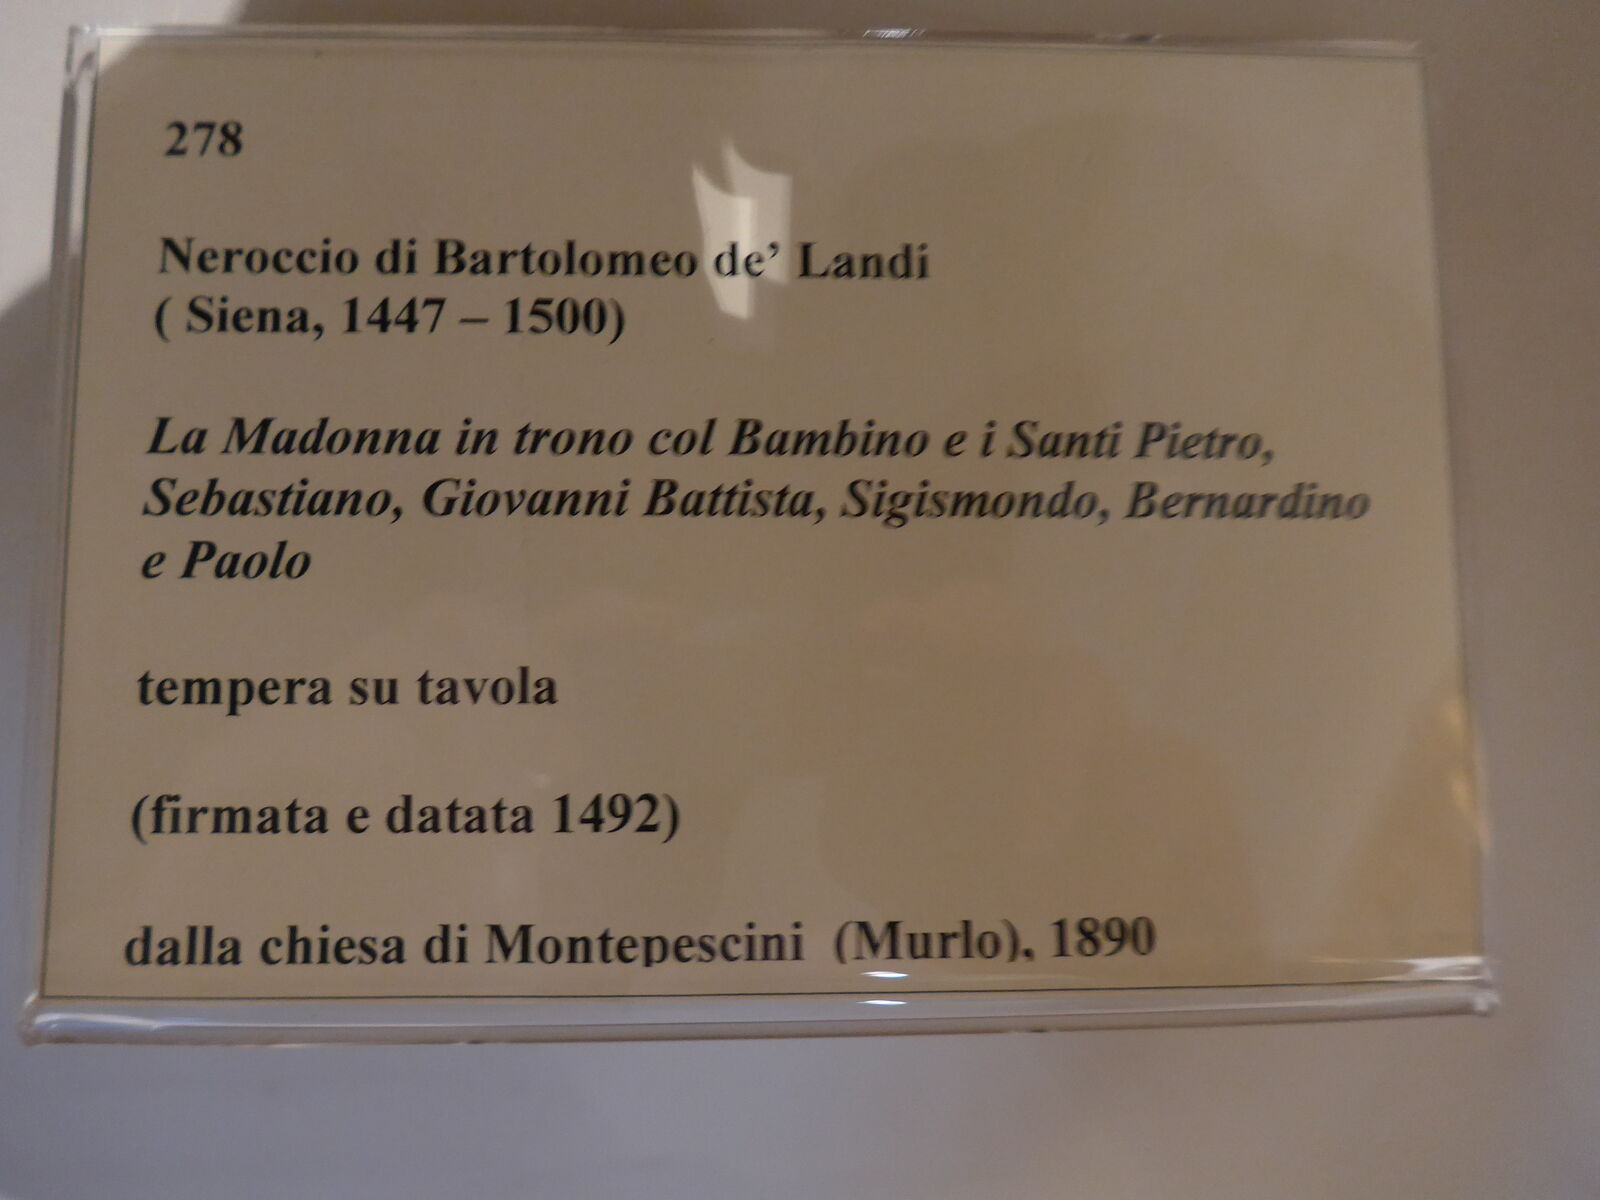 278
Neroccio di Bartolomeo de’ Landi
( Siena, 1447 – 1500)
La Madonna in trono col Bambino e i Santi Pietro,
Sebastiano, Giovanni Battista, Sigismondo, Bernardino
e Paolo
tempera su tavola
(firmata e datata 1492)
dalla chiesa di Montepescini (Murlo), 1890